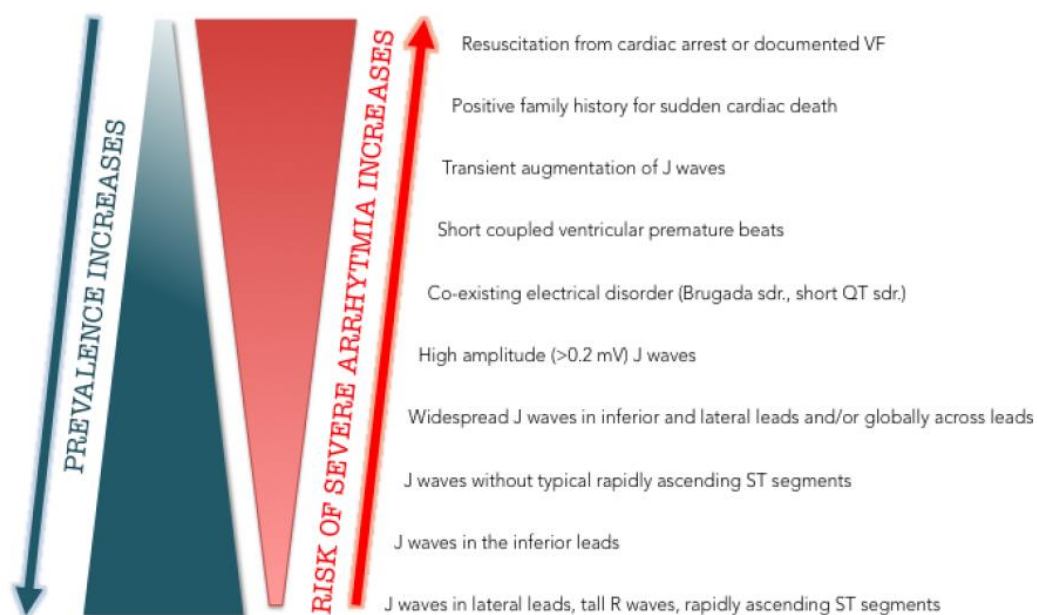 PREVALENCE INCREASES
RISK OF SEVERE ARRHYTMIA INCREASES
Resuscitation from cardiac arrest or documented VF
Positive family history for sudden cardiac death
Transient augmentation of J waves
Short coupled ventricular premature beats
Co-existing electrical disorder (Brugada sdr., short QT sdr.)
High amplitude (>0.2 mV) J waves
Widespread J waves in inferior and lateral leads and/or globally across leads
J waves without typical rapidly ascending ST segments
J waves in the inferior leads
J waves in lateral leads, tall R waves, rapidly ascending ST segments